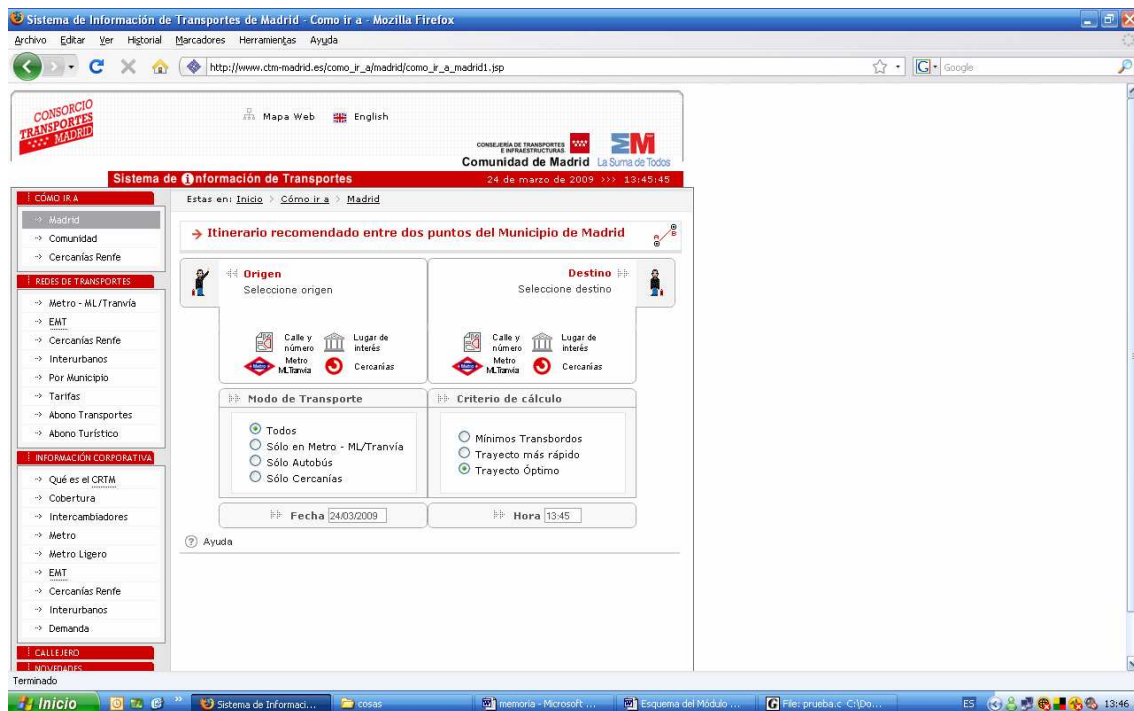 Sistema de Información de Transportes de Madrid - Como ir a - Mozilla Firefox
Archivo Editar Ver Historial Marcadores Herramientas Ayuda
http://www.ctm-madrid.es/como_ir_a/madrid/como_ir_a_madrid1.jsp
Google
CONSORCIO
TRANSPORTES
MADRID
Mapa Web English
CONSEJERÍA DE TRANSPORTES
E INFRAESTRUCTURAS
Comunidad de Madrid
EM
La Suma de Todos
Sistema de información de Transportes
24 de marzo de 2009 >>> 13:45:45
CÓMO IR A
Madrid
Comunidad
Cercanías Renfe
REDES DE TRANSPORTES
Metro - ML/Tranvía
EMT
Cercanías Renfe
Interurbanos
Por Municipio
Tarifas
Abono Transportes
Abono Turístico
INFORMACIÓN CORPORATIVA
Qué es el CRTM
Cobertura
Intercambiadores
Metro
Metro Ligero
EMT
Cercanías Renfe
Interurbanos
Demanda
CALLEJERO
NOVEDADES
Estas en: Inicio > Cómo ir a > Madrid
Itinerario recomendado entre dos puntos del Municipio de Madrid
A
B
Origen
Seleccione origen
Calle y número
Lugar de interés
Metro
Metro ML/Tranvia
Cercanias
Destino
Seleccione destino
Calle y número
Lugar de interés
Metro
Metro ML/Tranvia
Cercanias
Modo de Transporte
Todos
Sólo en Metro - ML/Tranvía
Sólo Autobús
Sólo Cercanías
Criterio de cálculo
Mínimos Transbordos
Trayecto más rápido
Trayecto Óptimo
Fecha 24/03/2009
Hora 13:45
? Ayuda
Terminado
Inicio
Sistema de Informaci...
cosas
memoria - Microsoft ...
Esquema del Módulo ...
File: prueba.c C:\Do...
ES
13:46